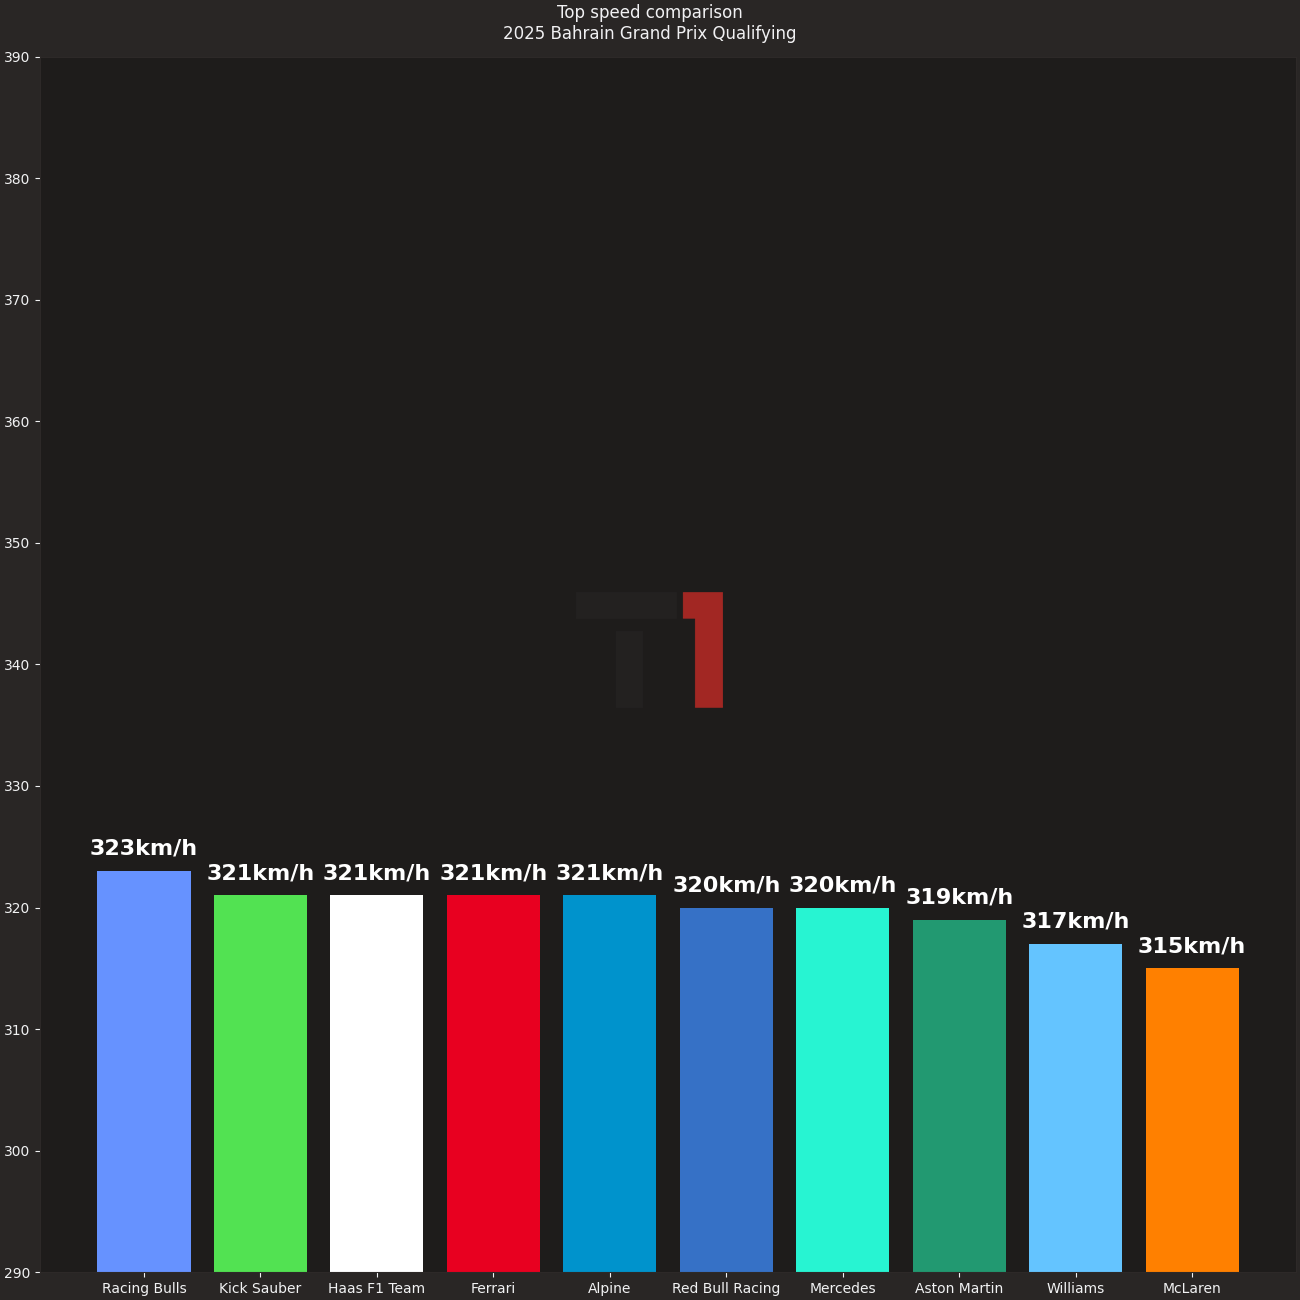 Top speed comparison
2025 Bahrain Grand Prix Qualifying
390
380
370
360
350
340
330
320
310
300
290
323km/h
321km/h
321km/h
321km/h
321km/h
320km/h
320km/h
319km/h
317km/h
315km/h
Racing Bulls
Kick Sauber
Haas F1 Team
Ferrari
Alpine
Red Bull Racing
Mercedes
Aston Martin
Williams
McLaren
T1